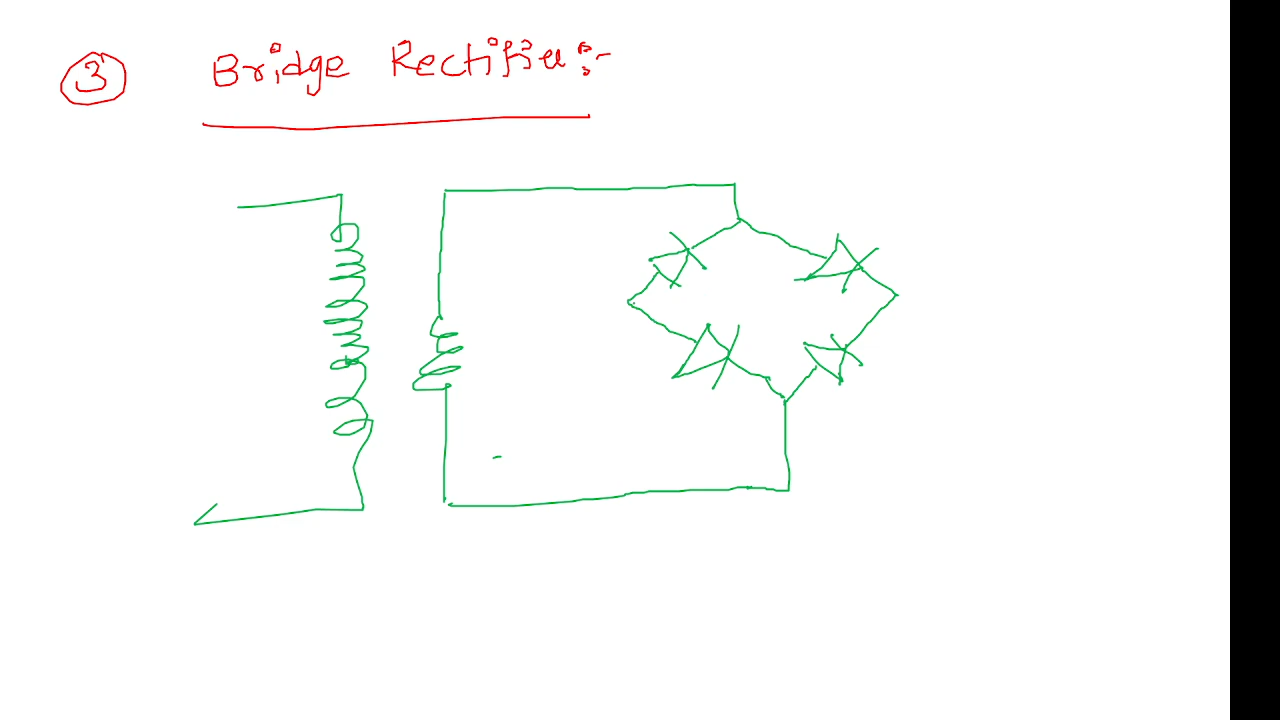 ③ Bridge Rectifier :-